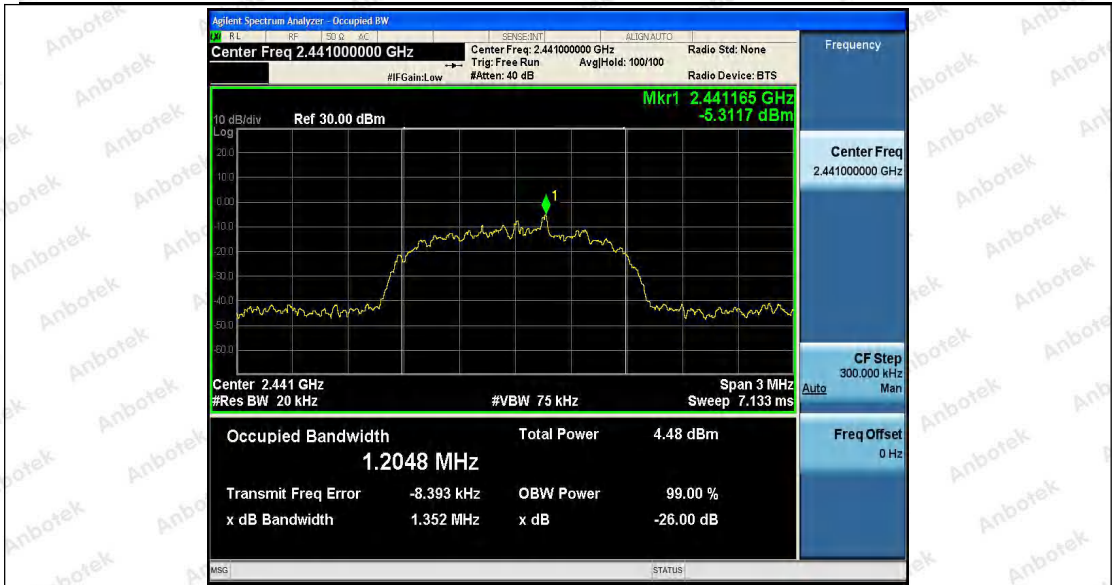 Agilent Spectrum Analyzer - Occupied BW
LXI RL RF 50 Ω AC SENSE:INT ALIGN AUTO
Center Freq 2.441000000 GHz
Center Freq: 2.441000000 GHz Radio Std: None
Trig: Free Run Avg|Hold: 100/100
#IFGain:Low #Atten: 40 dB Radio Device: BTS
Mkr1 2.441165 GHz
-5.3117 dBm
10 dB/div Ref 30.00 dBm
Log
20.0
10.0
0.00
-10.0
-20.0
-30.0
-40.0
-50.0
-60.0
1
Center 2.441 GHz Span 3 MHz
#Res BW 20 kHz #VBW 75 kHz Sweep 7.133 ms
Occupied Bandwidth Total Power 4.48 dBm
1.2048 MHz
Transmit Freq Error -8.393 kHz OBW Power 99.00 %
x dB Bandwidth 1.352 MHz x dB -26.00 dB
MSG STATUS
Frequency
Center Freq
2.441000000 GHz
CF Step
300.000 kHz
Auto Man
Freq Offset
0 Hz
Anbotek